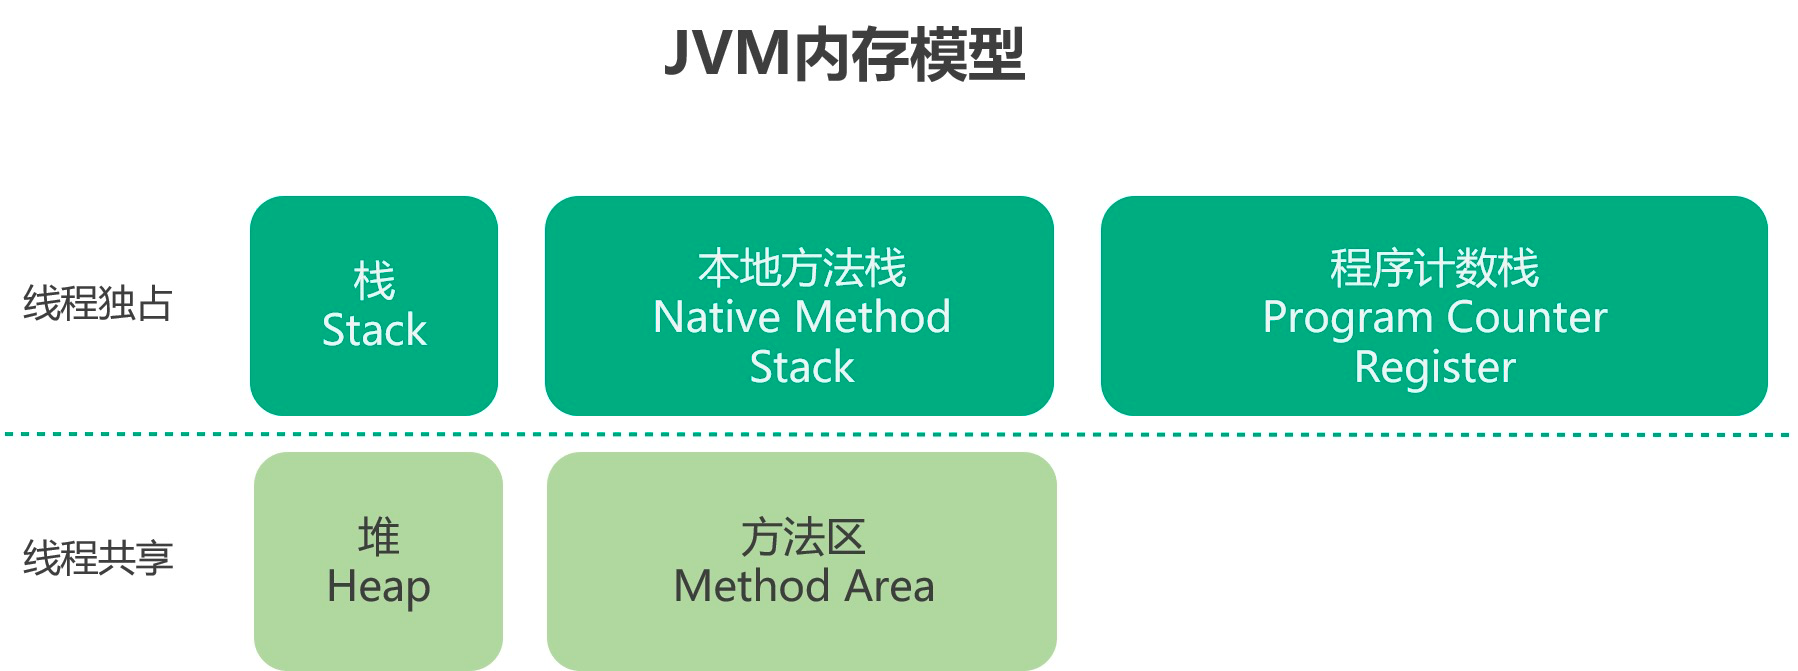 JVM内存模型
线程独占
栈
Stack
本地方法栈
Native Method
Stack
程序计数栈
Program Counter
Register
线程共享
堆
Heap
方法区
Method Area